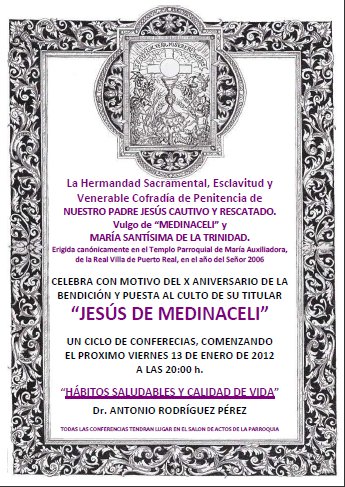 La Hermandad Sacramental, Esclavitud y
Venerable Cofradía de Penitencia de
NUESTRO PADRE JESÚS CAUTIVO Y RESCATADO.
Vulgo de “MEDINACELI” y
MARÍA SANTÍSIMA DE LA TRINIDAD.
Erigida canónicamente en el Templo Parroquial de María Auxiliadora,
de la Real Villa de Puerto Real, en el año del Señor 2006
CELEBRA CON MOTIVO DEL X ANIVERSARIO DE LA
BENDICIÓN Y PUESTA AL CULTO DE SU TITULAR
“JESÚS DE MEDINACELI”
UN CICLO DE CONFERECIAS, COMENZANDO
EL PROXIMO VIERNES 13 DE ENERO DE 2012
A LAS 20:00 h.
“HÁBITOS SALUDABLES Y CALIDAD DE VIDA”
Dr. ANTONIO RODRÍGUEZ PÉREZ
TODAS LAS CONFERENCIAS TENDRAN LUGAR EN EL SALON DE ACTOS DE LA PARROQUIA